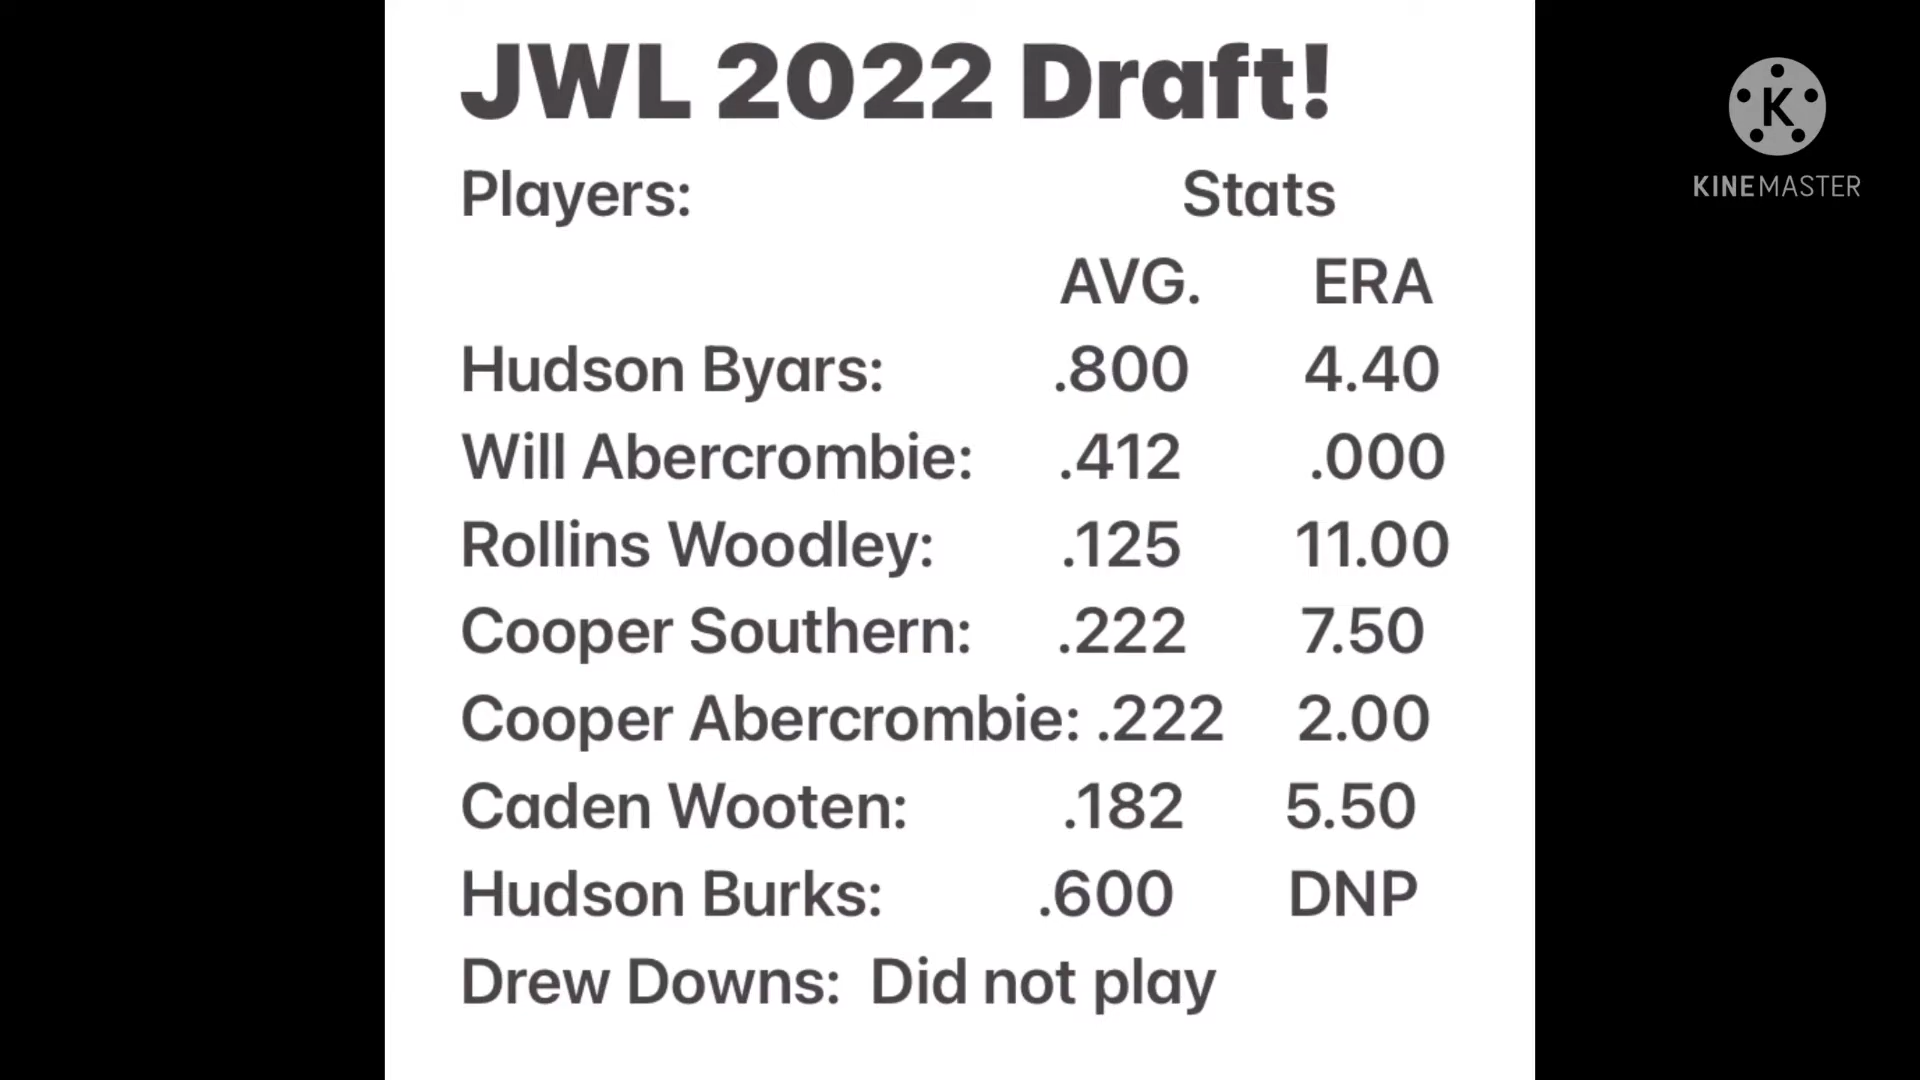 JWL 2022 Draft!
Players: Stats
AVG. ERA
Hudson Byars: .800 4.40
Will Abercrombie: .412 .000
Rollins Woodley: .125 11.00
Cooper Southern: .222 7.50
Cooper Abercrombie: .222 2.00
Caden Wooten: .182 5.50
Hudson Burks: .600 DNP
Drew Downs: Did not play
K
KINEMASTER